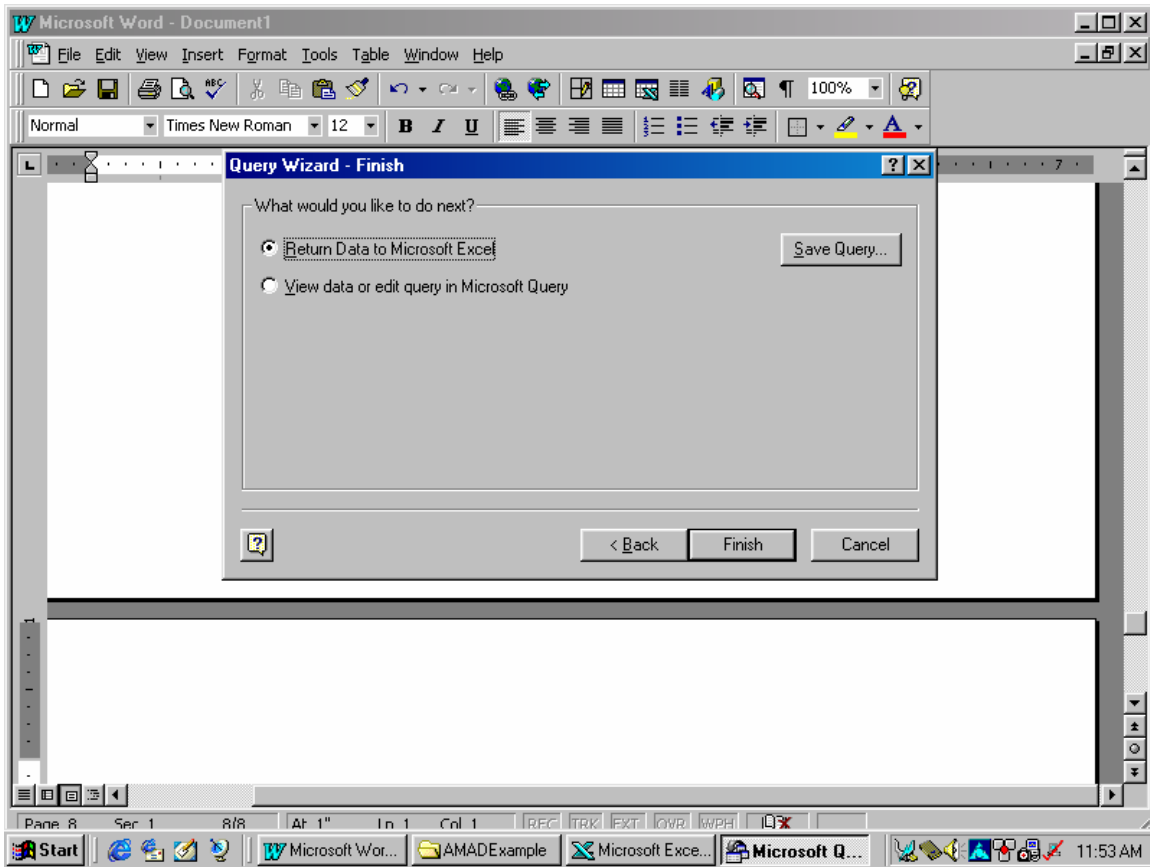 Microsoft Word - Document1
File Edit View Insert Format Tools Table Window Help
100%
Normal Times New Roman 12 B I U A
7
Query Wizard - Finish
What would you like to do next?
Return Data to Microsoft Excel
Save Query...
View data or edit query in Microsoft Query
< Back Finish Cancel
Page 8 Sec 1 8/8 At 1" Ln 1 Col 1 REC TRK EXT OVR WPH
Start Microsoft Wor... AMADExample Microsoft Exce... Microsoft Q... 11:53 AM